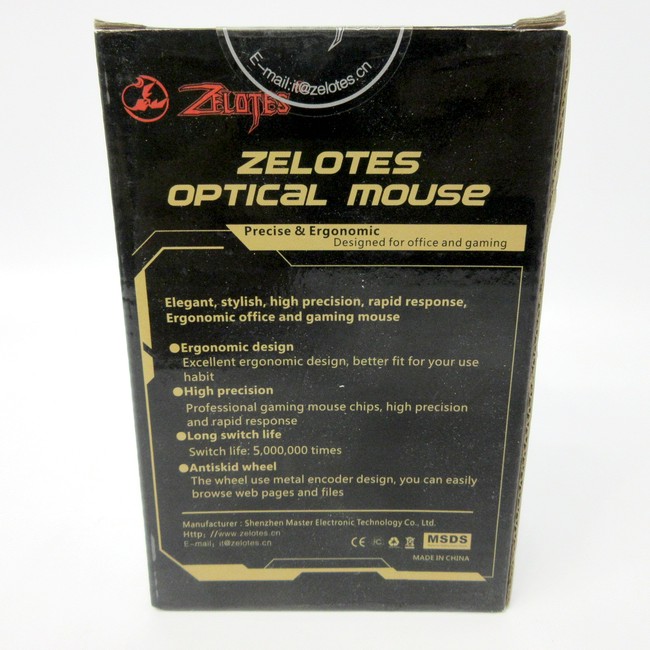 E-mail:it@zelotes.cn
ZELOTES
ZELOTES
OPTICAL MOUSE
Precise & Ergonomic
Designed for office and gaming
Elegant, stylish, high precision, rapid response,
Ergonomic office and gaming mouse
●Ergonomic design
Excellent ergonomic design, better fit for your use
habit
●High precision
Professional gaming mouse chips, high precision
and rapid response
●Long switch life
Switch life: 5,000,000 times
●Antiskid wheel
The wheel use metal encoder design, you can easily
browse web pages and files
Manufacturer : Shenzhen Master Electronic Technology Co., Ltd.
Http: //www.zelotes.cn
E-mail: it@zelotes.cn
CE MSDS
MADE IN CHINA